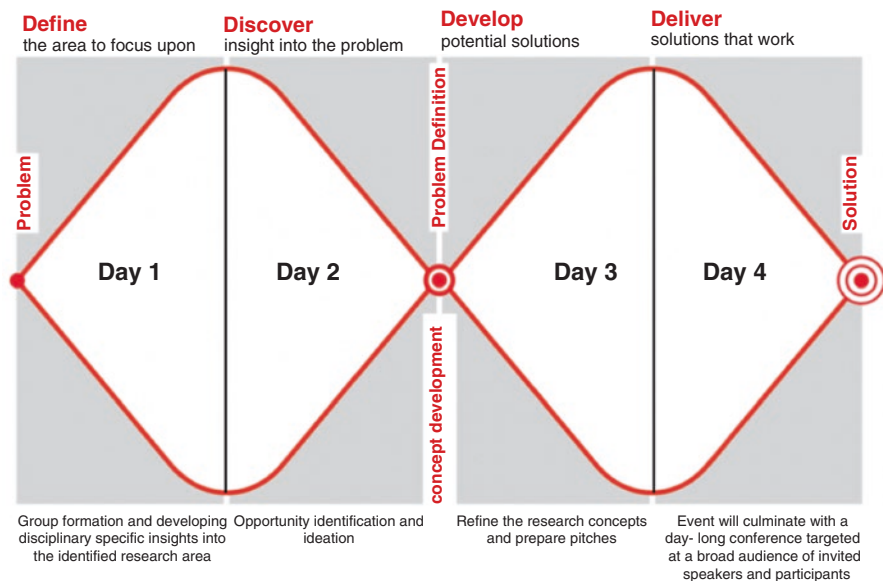 Define
the area to focus upon
Discover
insight into the problem
Develop
potential solutions
Deliver
solutions that work
Problem
Day 1
Day 2
Problem Definition
concept development
Day 3
Day 4
Solution
Group formation and developing
disciplinary specific insights into
the identified research area
Opportunity identification and
ideation
Refine the research concepts
and prepare pitches
Event will culminate with a
day- long conference targeted
at a broad audience of invited
speakers and participants